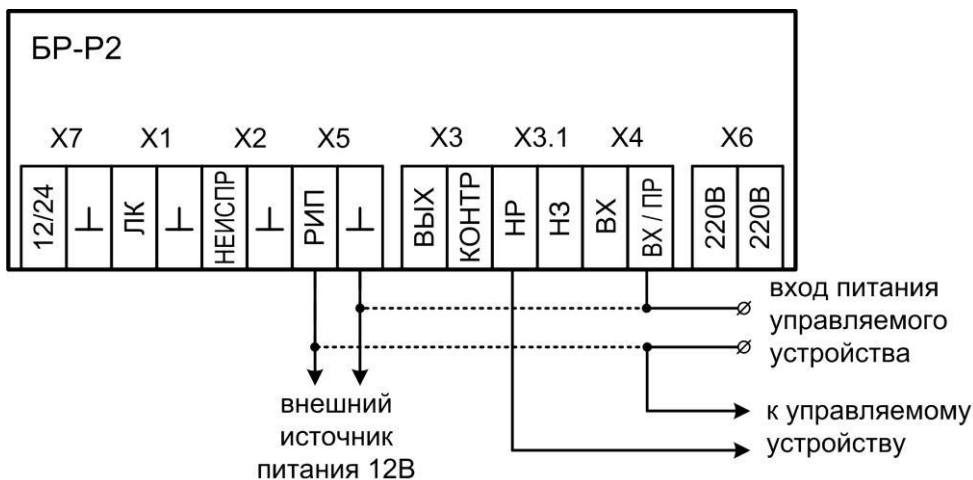 БР-Р2
X7 X1 X2 X5 X3 X3.1 X4 X6
12/24 ⊥ ЛК ⊥ НЕИСПР ⊥ РИП ⊥ ВЫХ КОНТР НР НЗ ВХ ВХ / ПР 220В 220В
вход питания
управляемого
устройства
внешний
источник
питания 12В
к управляемому
устройству